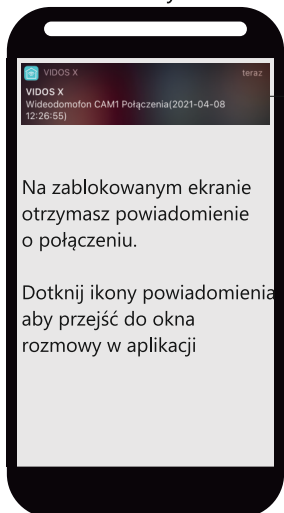 VIDOS X teraz
VIDOS X
Wideodomofon CAM1 Połączenia(2021-04-08
12:26:55)
Na zablokowanym ekranie
otrzymasz powiadomienie
o połączeniu.
Dotknij ikony powiadomienia
aby przejść do okna
rozmowy w aplikacji